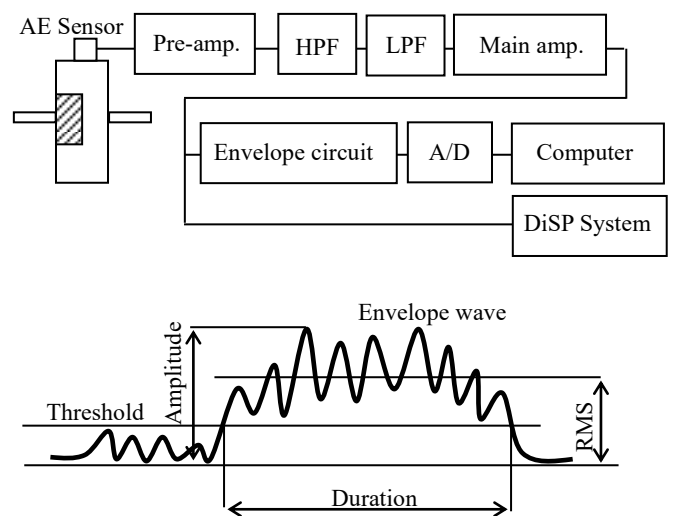 AE Sensor
Pre-amp.
HPF
LPF
Main amp.
Envelope circuit
A/D
Computer
DiSP System
Envelope wave
Amplitude
Threshold
RMS
Duration